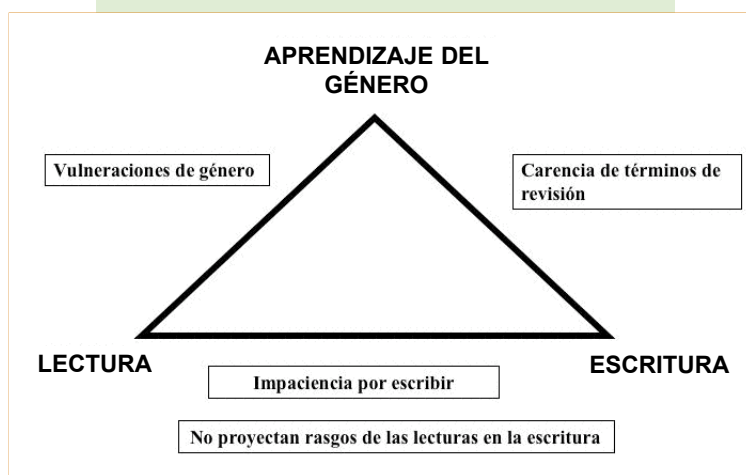 APRENDIZAJE DEL
GÉNERO
Vulneraciones de género
Carencia de términos de
revisión
LECTURA
ESCRITURA
Impaciencia por escribir
No proyectan rasgos de las lecturas en la escritura